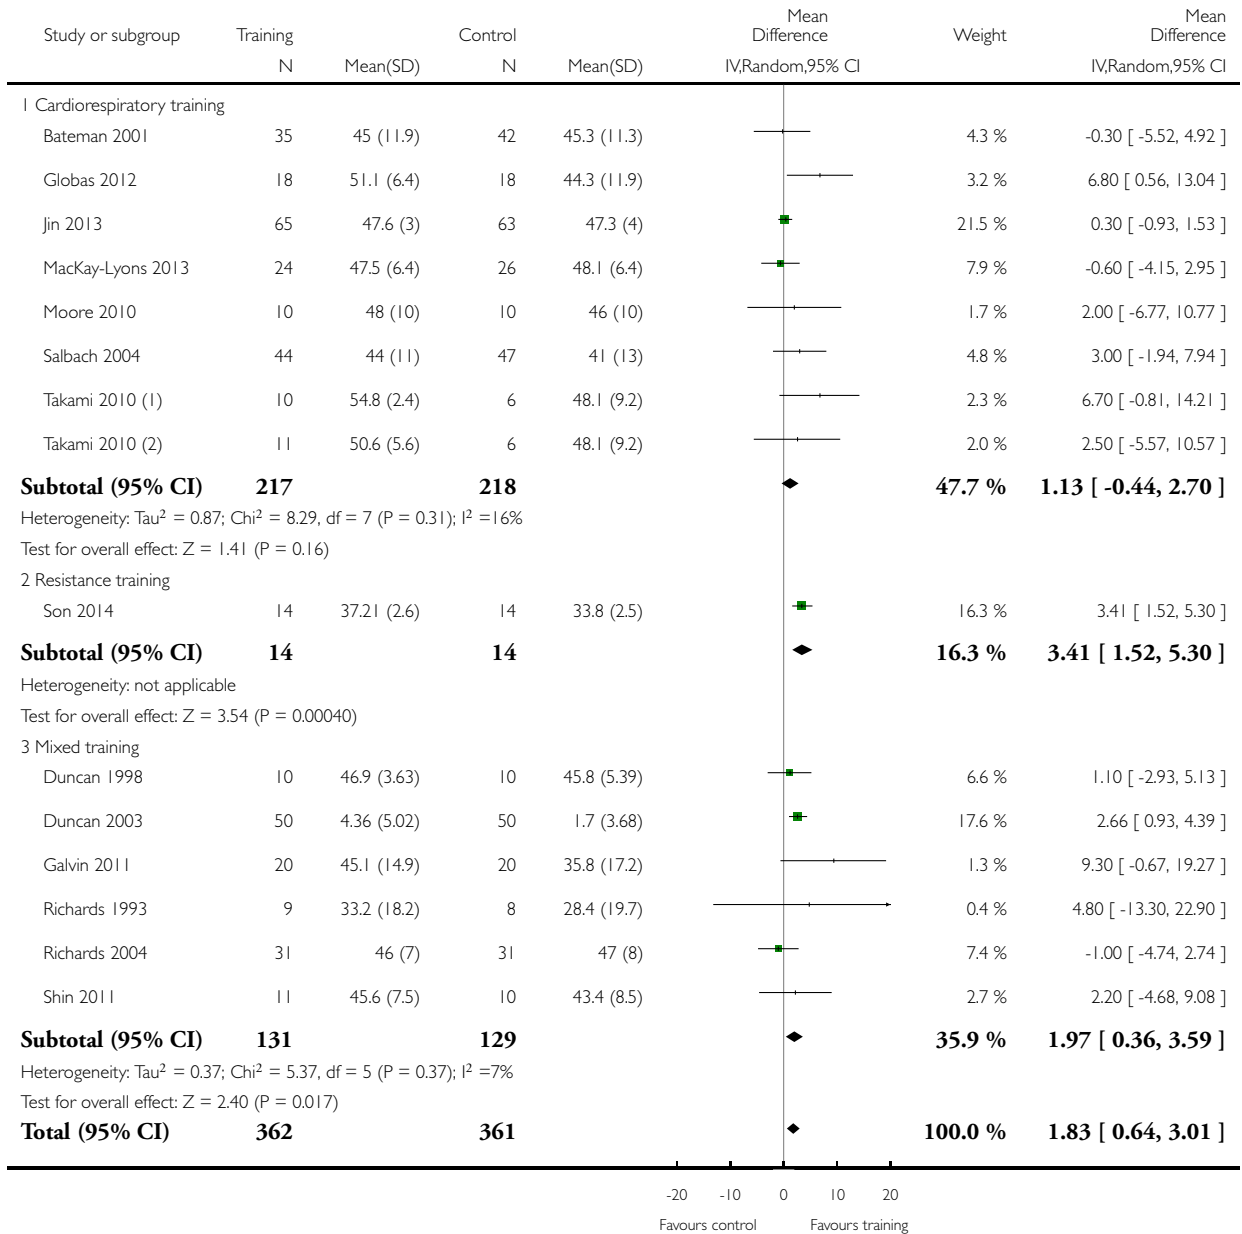 Mean Mean
Study or subgroup Training Control Difference Weight Difference
N Mean(SD) N Mean(SD) IV,Random,95% CI IV,Random,95% CI
1 Cardiorespiratory training
Bateman 2001 35 45 (11.9) 42 45.3 (11.3) 4.3 % -0.30 [ -5.52, 4.92 ]
Globas 2012 18 51.1 (6.4) 18 44.3 (11.9) 3.2 % 6.80 [ 0.56, 13.04 ]
Jin 2013 65 47.6 (3) 63 47.3 (4) 21.5 % 0.30 [ -0.93, 1.53 ]
MacKay-Lyons 2013 24 47.5 (6.4) 26 48.1 (6.4) 7.9 % -0.60 [ -4.15, 2.95 ]
Moore 2010 10 48 (10) 10 46 (10) 1.7 % 2.00 [ -6.77, 10.77 ]
Salbach 2004 44 44 (11) 47 41 (13) 4.8 % 3.00 [ -1.94, 7.94 ]
Takami 2010 (1) 10 54.8 (2.4) 6 48.1 (9.2) 2.3 % 6.70 [ -0.81, 14.21 ]
Takami 2010 (2) 11 50.6 (5.6) 6 48.1 (9.2) 2.0 % 2.50 [ -5.57, 10.57 ]
Subtotal (95% CI) 217 218 47.7 % 1.13 [ -0.44, 2.70 ]
Heterogeneity: Tau² = 0.87; Chi² = 8.29, df = 7 (P = 0.31); I² =16%
Test for overall effect: Z = 1.41 (P = 0.16)
2 Resistance training
Son 2014 14 37.21 (2.6) 14 33.8 (2.5) 16.3 % 3.41 [ 1.52, 5.30 ]
Subtotal (95% CI) 14 14 16.3 % 3.41 [ 1.52, 5.30 ]
Heterogeneity: not applicable
Test for overall effect: Z = 3.54 (P = 0.00040)
3 Mixed training
Duncan 1998 10 46.9 (3.63) 10 45.8 (5.39) 6.6 % 1.10 [ -2.93, 5.13 ]
Duncan 2003 50 4.36 (5.02) 50 1.7 (3.68) 17.6 % 2.66 [ 0.93, 4.39 ]
Galvin 2011 20 45.1 (14.9) 20 35.8 (17.2) 1.3 % 9.30 [ -0.67, 19.27 ]
Richards 1993 9 33.2 (18.2) 8 28.4 (19.7) 0.4 % 4.80 [ -13.30, 22.90 ]
Richards 2004 31 46 (7) 31 47 (8) 7.4 % -1.00 [ -4.74, 2.74 ]
Shin 2011 11 45.6 (7.5) 10 43.4 (8.5) 2.7 % 2.20 [ -4.68, 9.08 ]
Subtotal (95% CI) 131 129 35.9 % 1.97 [ 0.36, 3.59 ]
Heterogeneity: Tau² = 0.37; Chi² = 5.37, df = 5 (P = 0.37); I² =7%
Test for overall effect: Z = 2.40 (P = 0.017)
Total (95% CI) 362 361 100.0 % 1.83 [ 0.64, 3.01 ]
-20 -10 0 10 20
Favours control Favours training